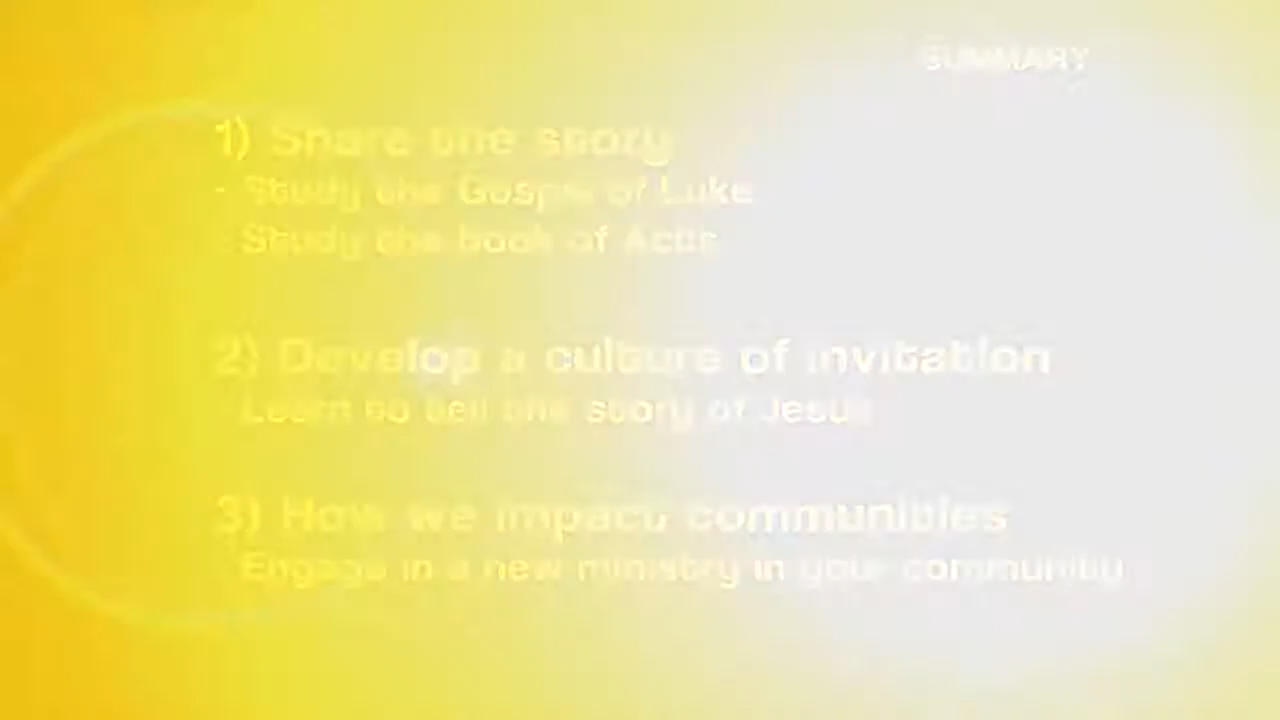 SUMMARY
1) Share the story
- Study the Gospel of Luke
- Study the book of Acts
2) Develop a culture of invitation
Learn to tell the story of Jesus
3) How we impact communities
Engage in a new ministry in your community